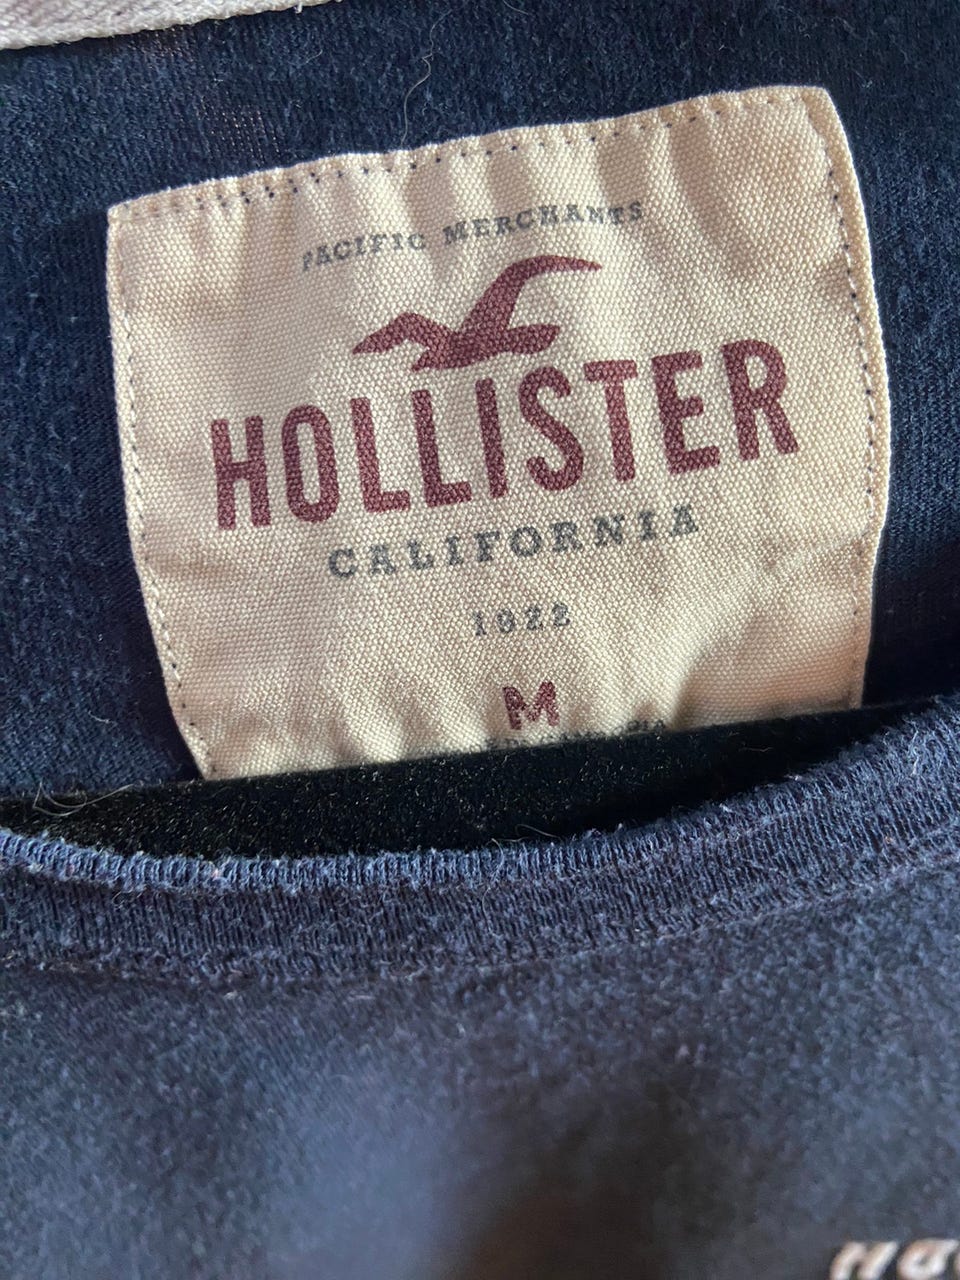 PACIFIC MERCHANTS
HOLLISTER
CALIFORNIA
1922
M